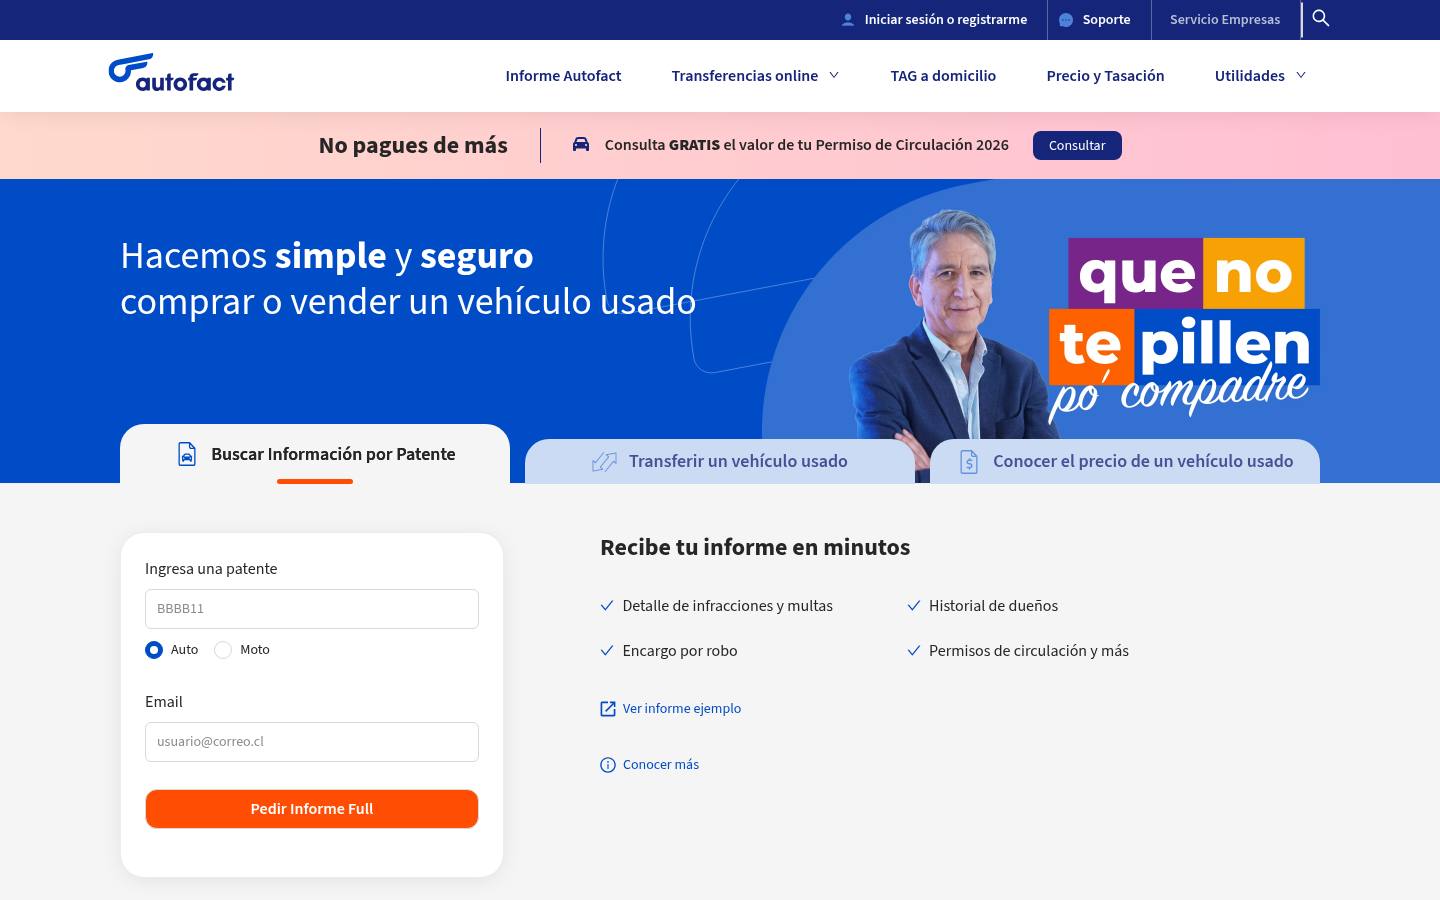 Iniciar sesión o registrarme
Soporte
Servicio Empresas
autofact
Informe Autofact
Transferencias online
TAG a domicilio
Precio y Tasación
Utilidades
No pagues de más
Consulta GRATIS el valor de tu Permiso de Circulación 2026
Consultar
Hacemos simple y seguro
comprar o vender un vehículo usado
que no
te pillen
po' compadre
Buscar Información por Patente
Transferir un vehículo usado
Conocer el precio de un vehículo usado
Ingresa una patente
BBBB11
Auto
Moto
Email
usuario@correo.cl
Pedir Informe Full
Recibe tu informe en minutos
Detalle de infracciones y multas
Historial de dueños
Encargo por robo
Permisos de circulación y más
Ver informe ejemplo
Conocer más